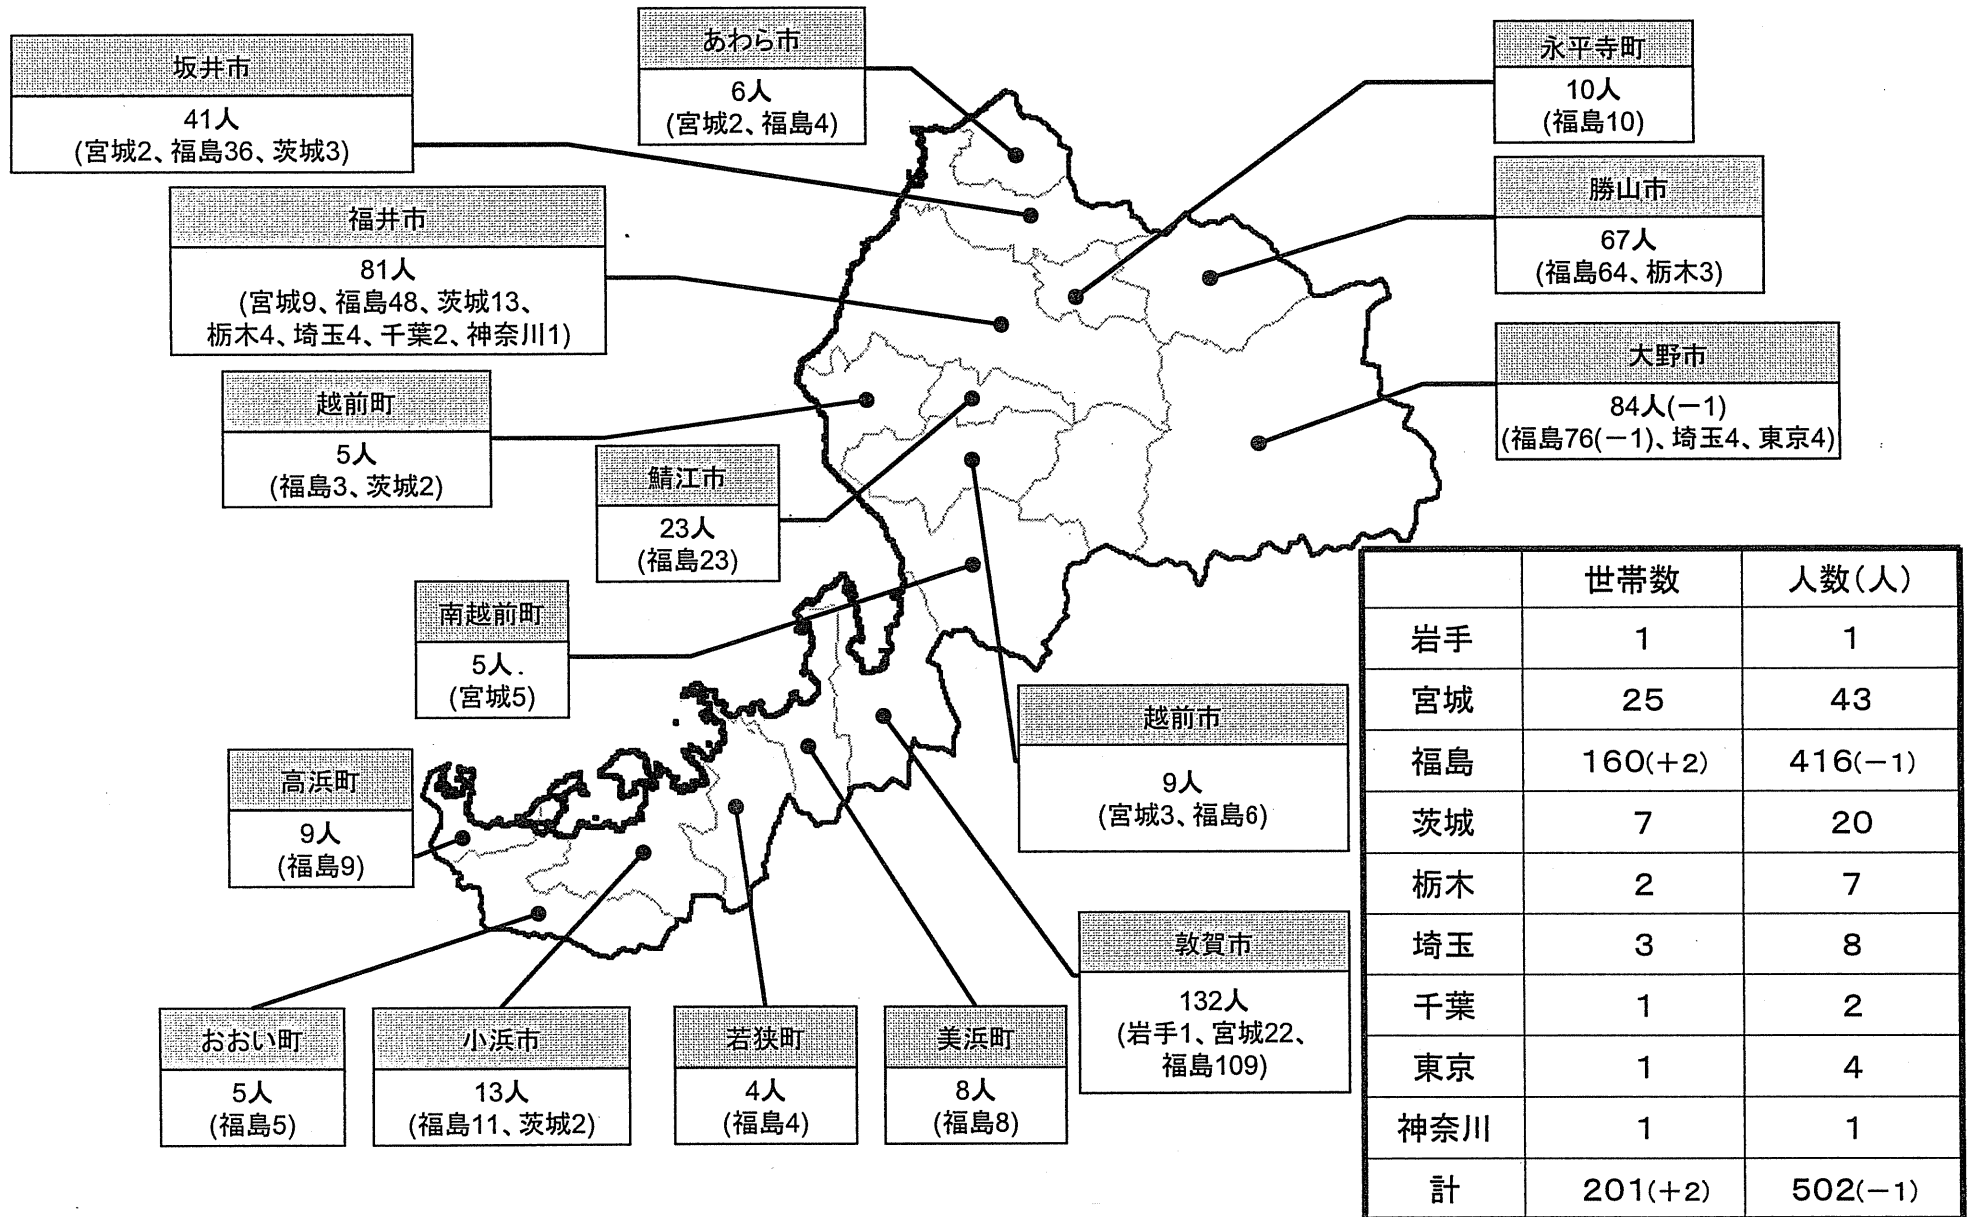 あわら市
6人
(宮城2、福島4)
永平寺町
10人
(福島10)
坂井市
41人
(宮城2、福島36、茨城3)
勝山市
67人
(福島64、栃木3)
福井市
81人
(宮城9、福島48、茨城13、
栃木4、埼玉4、千葉2、神奈川1)
大野市
84人(−1)
(福島76(−1)、埼玉4、東京4)
越前町
5人
(福島3、茨城2)
鯖江市
23人
(福島23)
南越前町
5人
(宮城5)
越前市
9人
(宮城3、福島6)
高浜町
9人
(福島9)
敦賀市
132人
(岩手1、宮城22、
福島109)
おおい町
5人
(福島5)
小浜市
13人
(福島11、茨城2)
若狭町
4人
(福島4)
美浜町
8人
(福島8)
世帯数 人数(人)
岩手 1 1
宮城 25 43
福島 160(+2) 416(−1)
茨城 7 20
栃木 2 7
埼玉 3 8
千葉 1 2
東京 1 4
神奈川 1 1
計 201(+2) 502(−1)